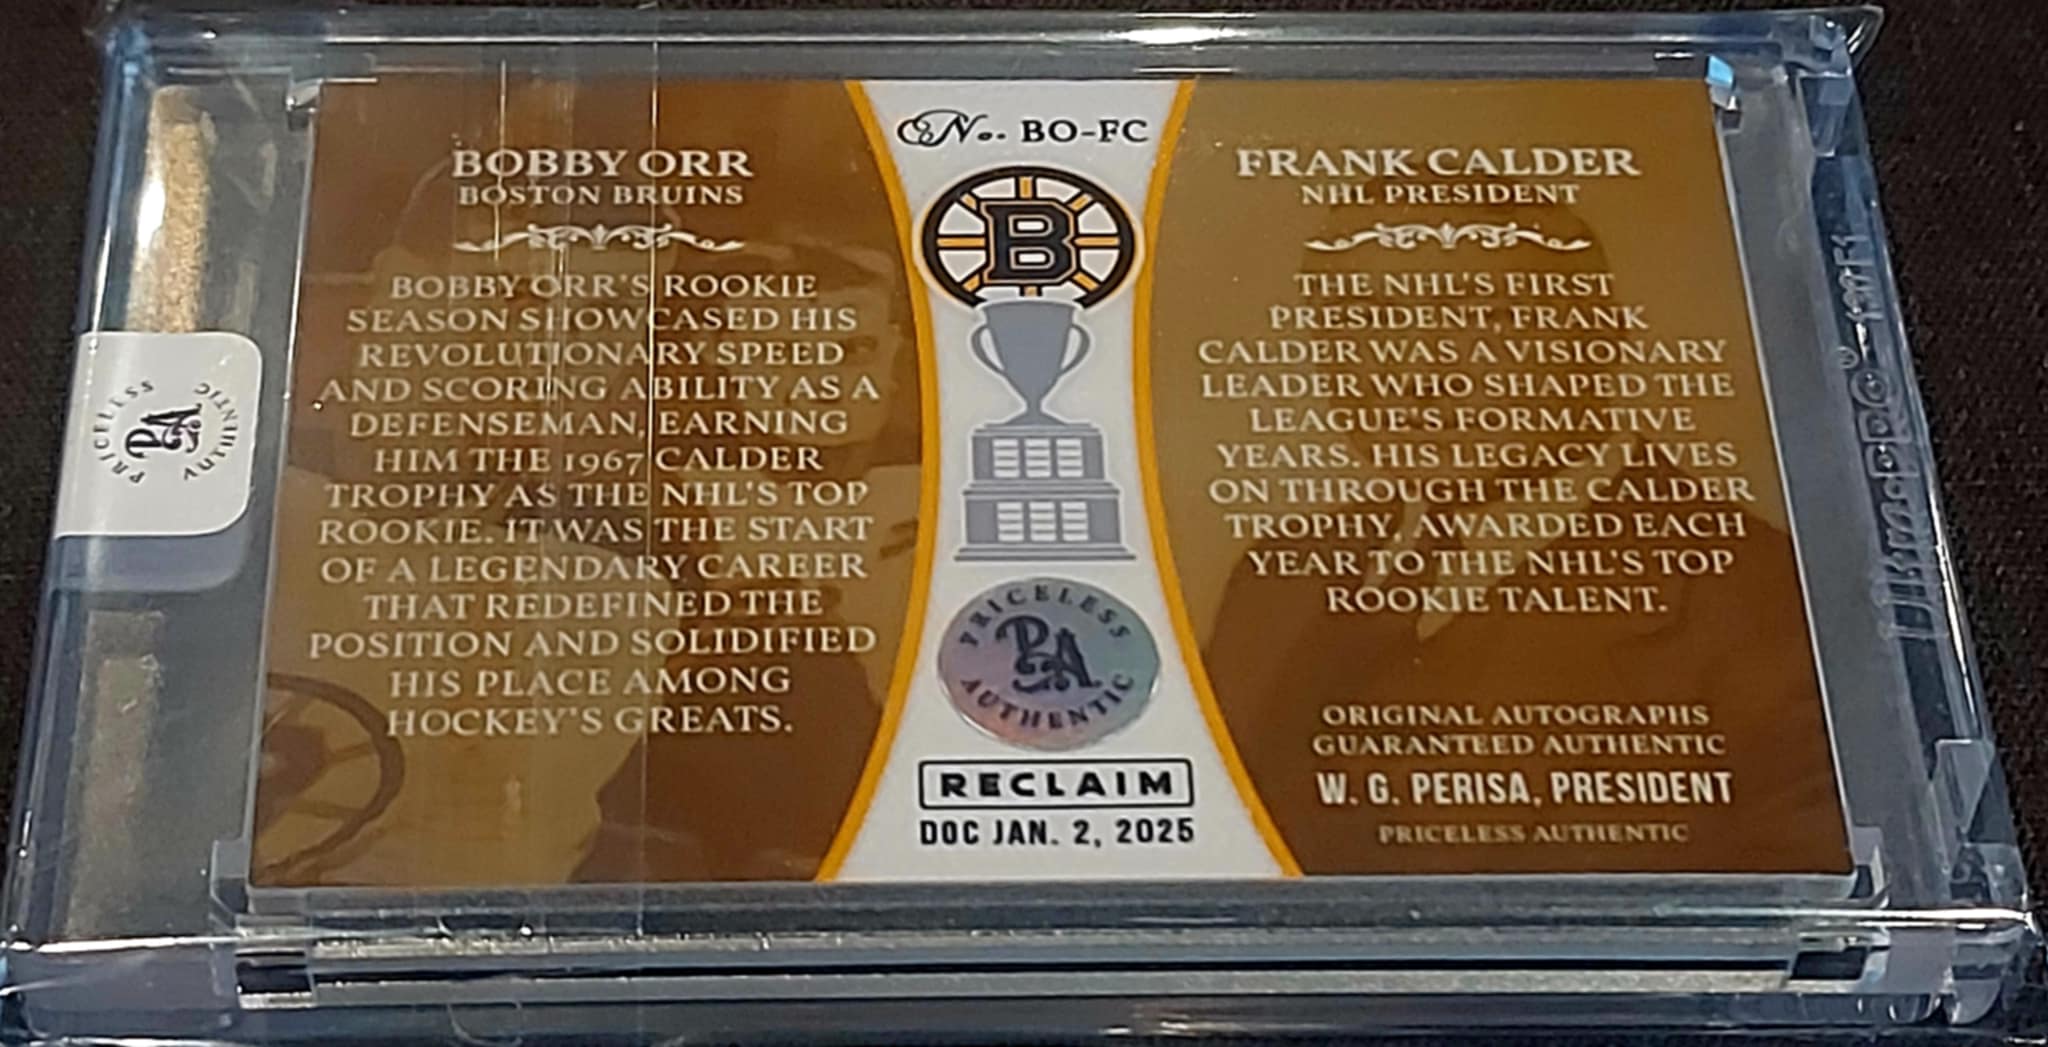 No. BO-FC
BOBBY ORR
BOSTON BRUINS
BOBBY ORR'S ROOKIE
SEASON SHOWCASED HIS
REVOLUTIONARY SPEED
AND SCORING ABILITY AS A
DEFENSEMAN, EARNING
HIM THE 1967 CALDER
TROPHY AS THE NHL'S TOP
ROOKIE. IT WAS THE START
OF A LEGENDARY CAREER
THAT REDEFINED THE
POSITION AND SOLIDIFIED
HIS PLACE AMONG
HOCKEY'S GREATS.
B
PRICELESS
PA
AUTHENTIC
RECLAIM
DOC JAN. 2, 2025
FRANK CALDER
NHL PRESIDENT
THE NHL'S FIRST
PRESIDENT, FRANK
CALDER WAS A VISIONARY
LEADER WHO SHAPED THE
LEAGUE'S FORMATIVE
YEARS. HIS LEGACY LIVES
ON THROUGH THE CALDER
TROPHY, AWARDED EACH
YEAR TO THE NHL'S TOP
ROOKIE TALENT.
ORIGINAL AUTOGRAPHS
GUARANTEED AUTHENTIC
W. G. PERISA, PRESIDENT
PRICELESS AUTHENTIC
PRICELESS
PA
AUTHENTIC